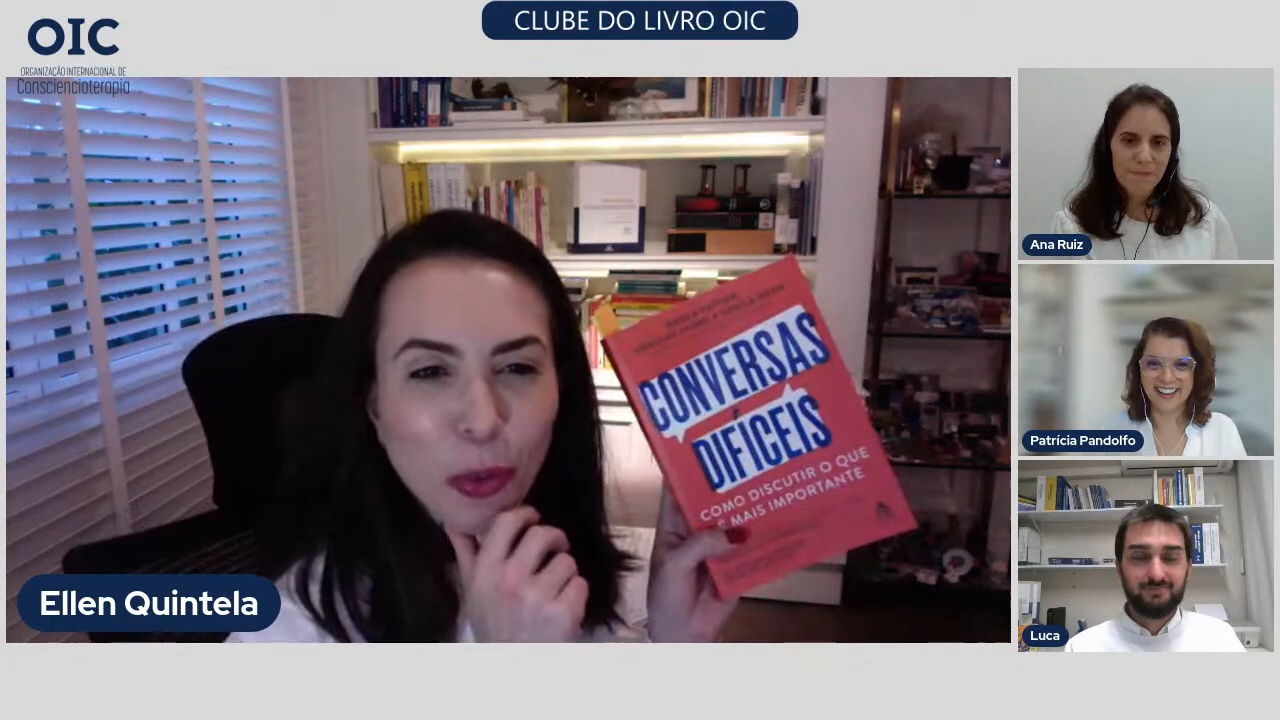 CLUBE DO LIVRO OIC
OIC
ORGANIZAÇÃO INTERNACIONAL DE
Consciencioterapia
CONVERSAS
DIFÍCEIS
COMO DISCUTIR O QUE
É MAIS IMPORTANTE
Ellen Quintela
Ana Ruiz
Patrícia Pandolfo
Luca